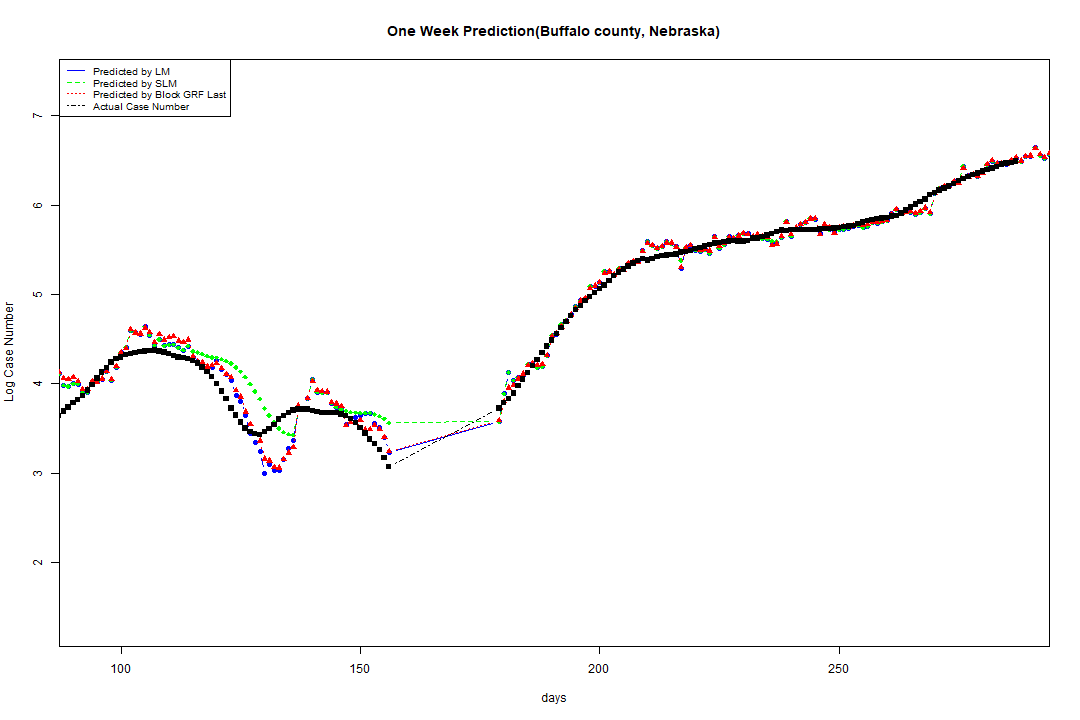 One Week Prediction(Buffalo county, Nebraska)
Predicted by LM
Predicted by SLM
Predicted by Block GRF Last
Actual Case Number
7
6
5
4
3
2
Log Case Number
100 150 200 250
days